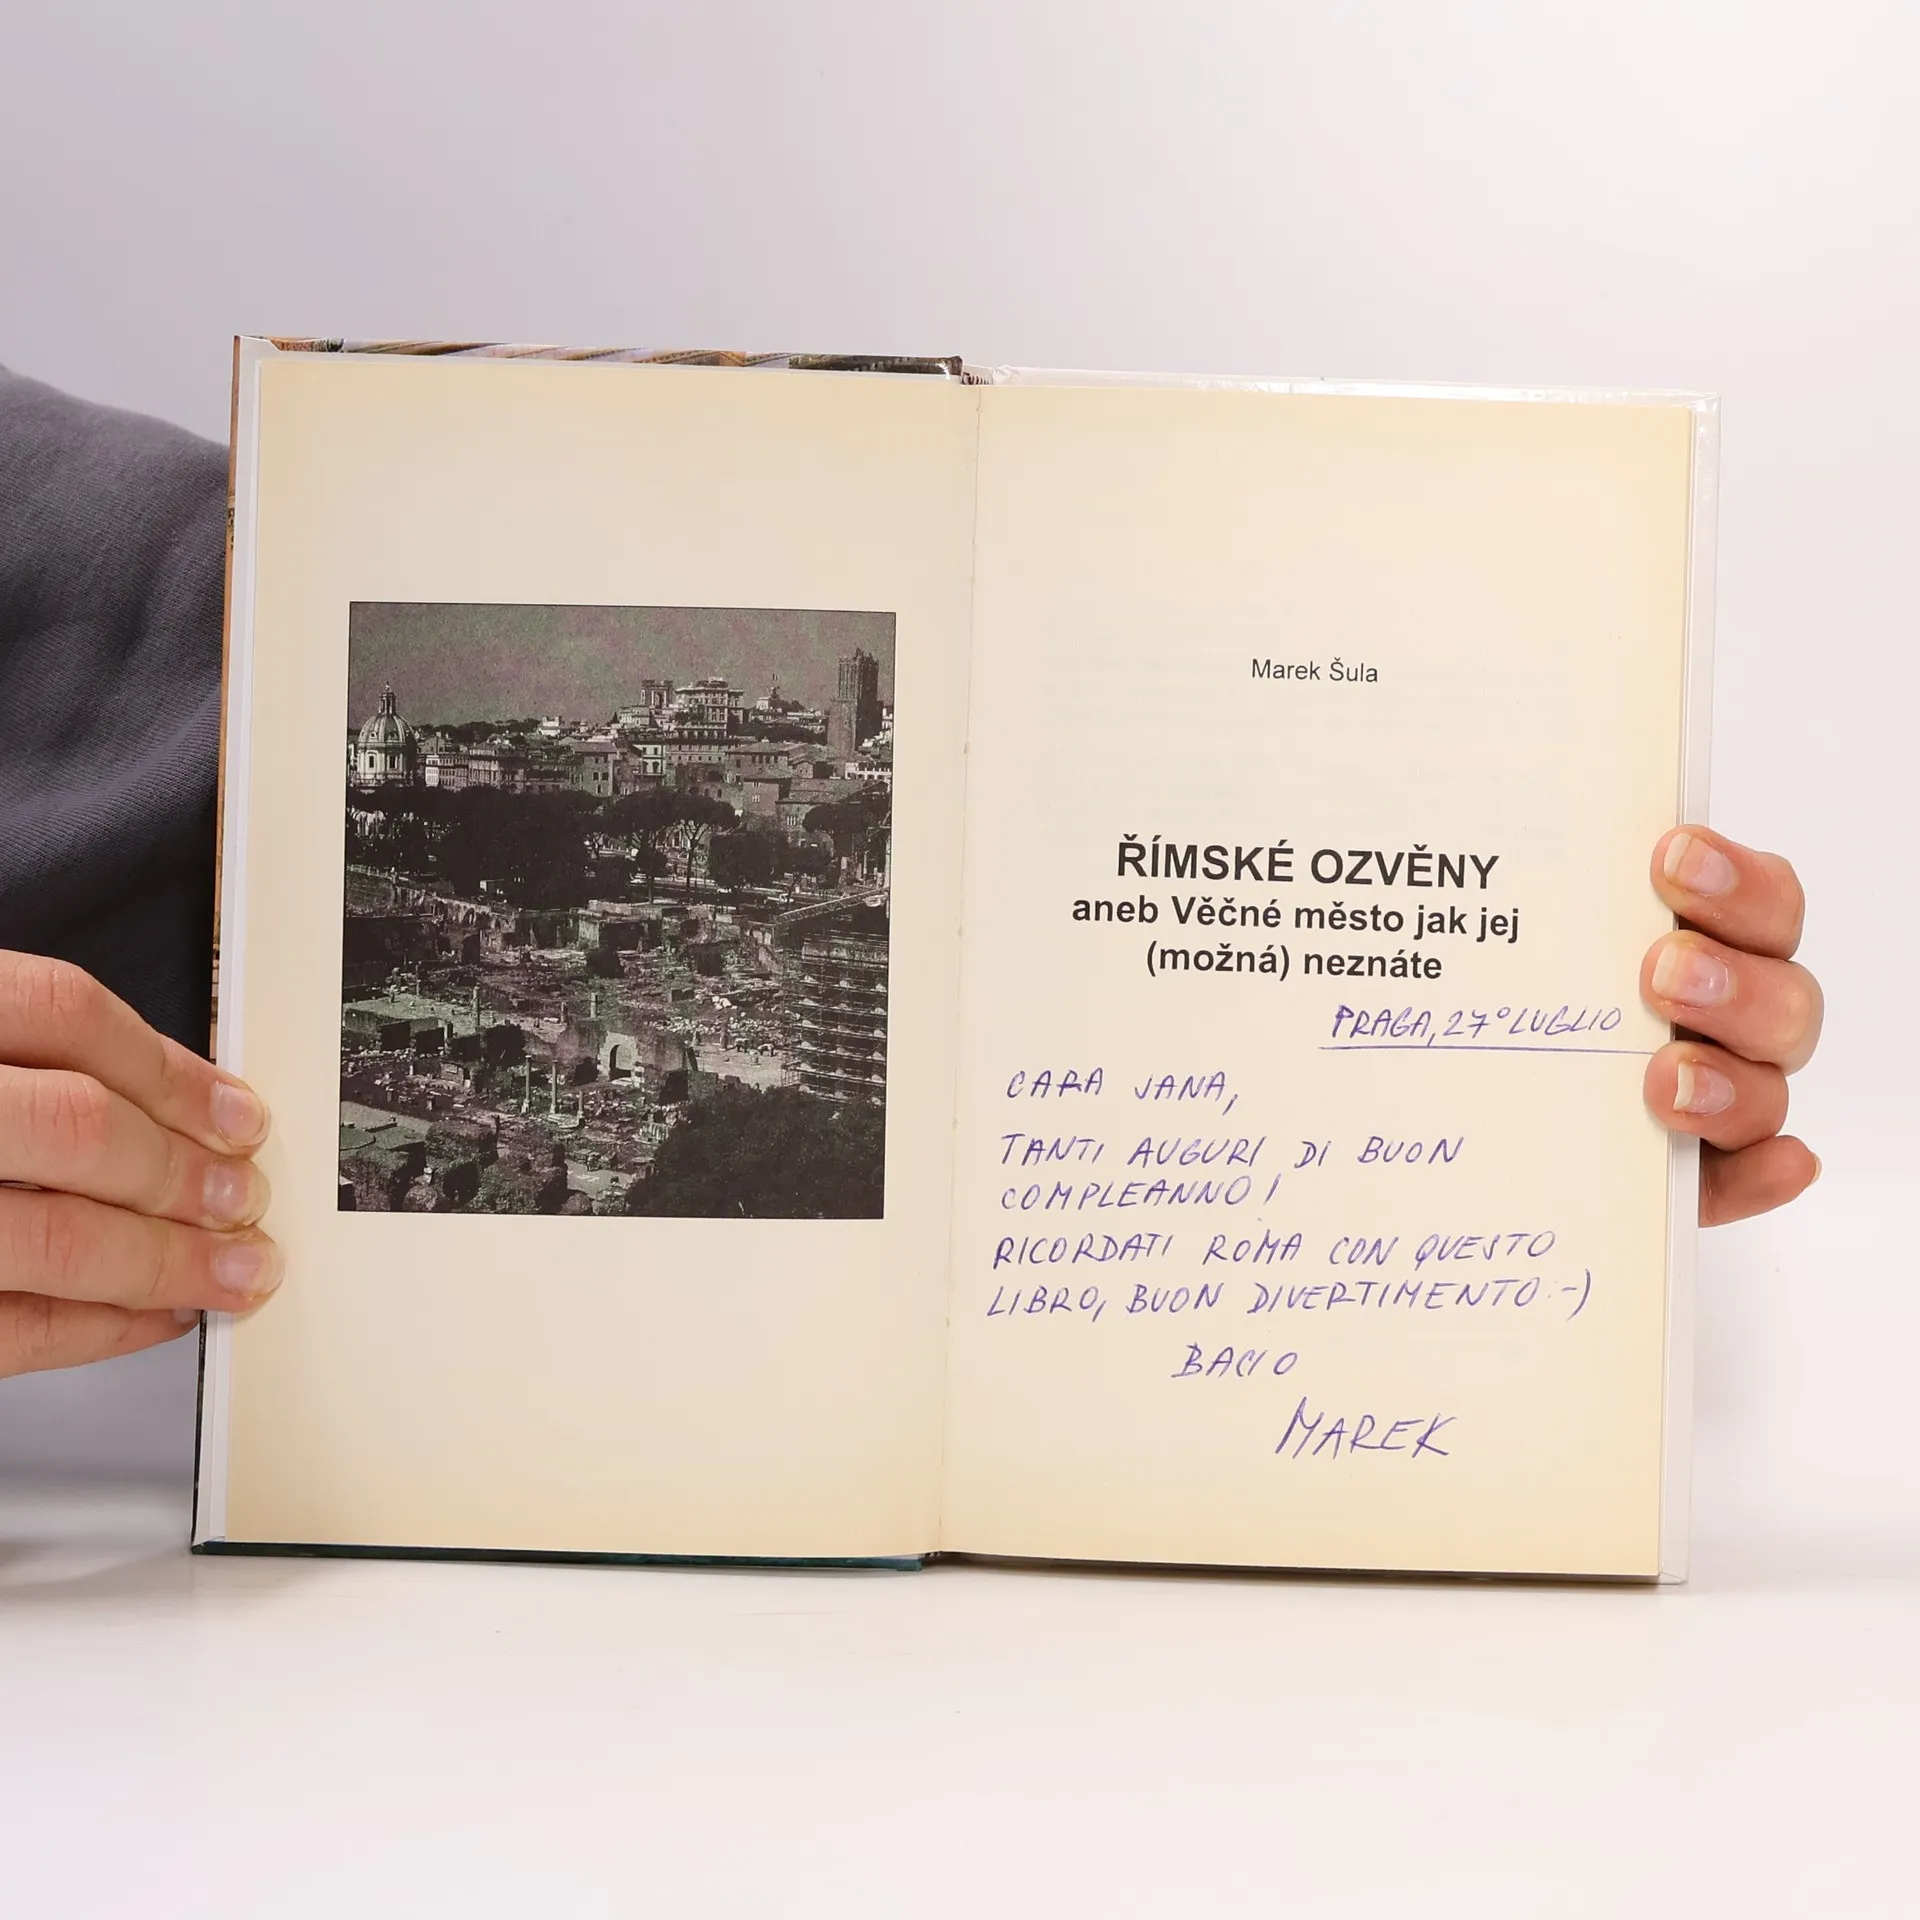 Marek Šula
ŘÍMSKÉ OZVĚNY
aneb Věčné město jak jej
(možná) neznáte
PRAGA, 27° LUGLIO
CARA JANA,
TANTI AUGURI DI BUON
COMPLEANNO!
RICORDATI ROMA CON QUESTO
LIBRO, BUON DIVERTIMENTO :-)
BACIO
MAREK